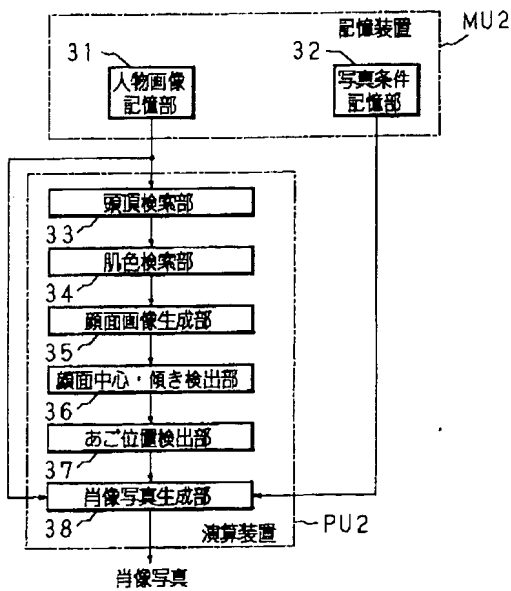 記憶装置
MU2
31
32
人物画像
記憶部
写真条件
記憶部
頭頂検索部
33
肌色検索部
34
顔面画像生成部
35
顔面中心・傾き検出部
36
あご位置検出部
37
肖像写真生成部
38
演算装置
PU2
肖像写真